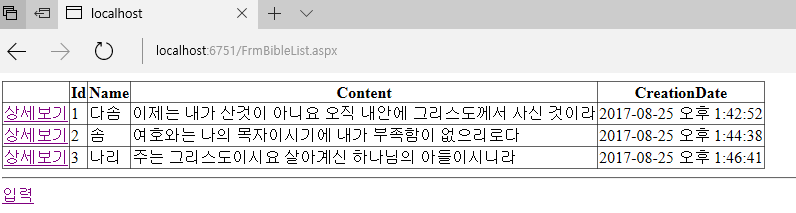 localhost
localhost:6751/FrmBibleList.aspx
Id Name Content CreationDate
상세보기 1 다솜 이제는 내가 산것이 아니요 오직 내안에 그리스도께서 사신 것이라 2017-08-25 오후 1:42:52
상세보기 2 솜 여호와는 나의 목자이시기에 내가 부족함이 없으리로다 2017-08-25 오후 1:44:38
상세보기 3 나리 주는 그리스도이시요 살아계신 하나님의 아들이시니라 2017-08-25 오후 1:46:41
입력